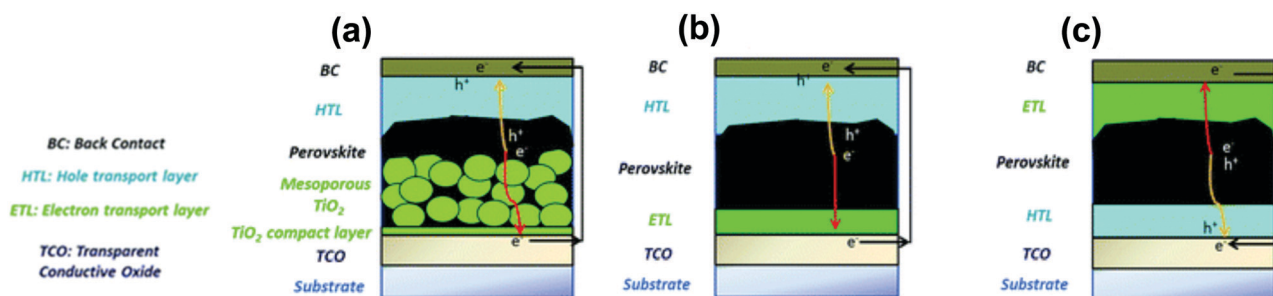 (a)
(b)
(c)
BC: Back Contact
HTL: Hole transport layer
ETL: Electron transport layer
TCO: Transparent
Conductive Oxide
BC
HTL
Perovskite
Mesoporous
TiO₂
TiO₂ compact layer
TCO
Substrate
e⁻
h⁺
h⁺
e⁻
e⁻
BC
HTL
Perovskite
ETL
TCO
Substrate
e⁻
h⁺
h⁺
e⁻
e⁻
BC
ETL
Perovskite
HTL
TCO
Substrate
e⁻
e⁻
h⁺
h⁺
e⁻